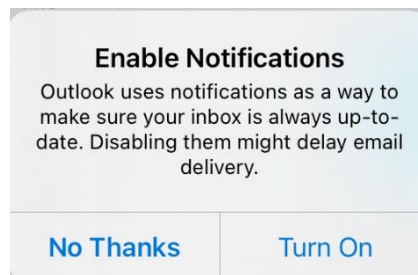 Enable Notifications
Outlook uses notifications as a way to
make sure your inbox is always up-to-
date. Disabling them might delay email
delivery.
No Thanks
Turn On